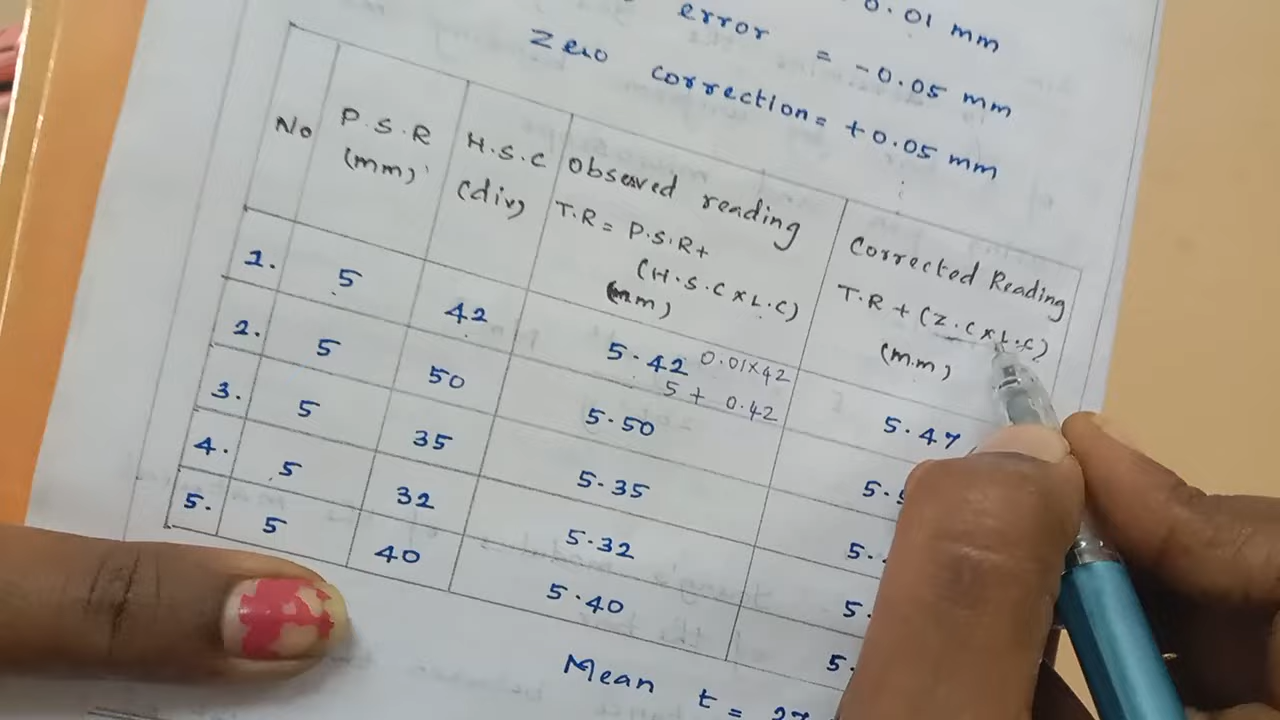 0.01 mm
error = -0.05 mm
Zero correction= +0.05 mm
No
P.S.R
(mm)
H.S.C
(div)
Observed reading
T.R = P.S.R+
(H.S.C x L.C)
(mm)
Corrected Reading
T.R + (Z.C x L.C)
(mm)
1. 5 42 5.42 0.01x42 5.47
5 + 0.42
2. 5 50 5.50
3. 5 35 5.35
4. 5 32 5.32
5. 5 40 5.40
Mean t =